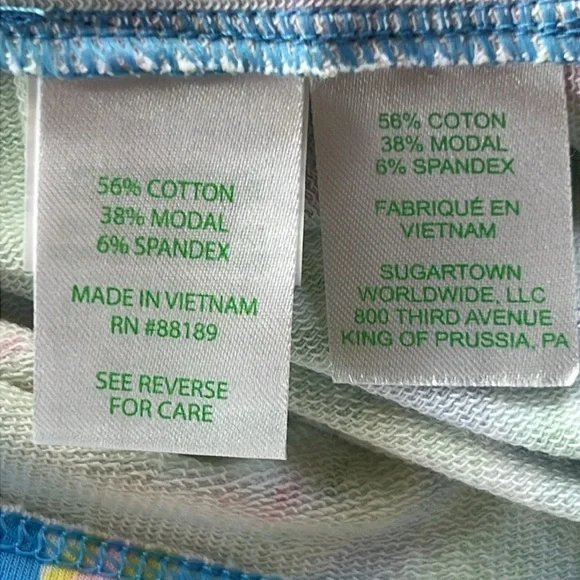 56% COTTON
38% MODAL
6% SPANDEX
MADE IN VIETNAM
RN #88189
SEE REVERSE
FOR CARE
56% COTON
38% MODAL
6% SPANDEX
FABRIQUÉ EN
VIETNAM
SUGARTOWN
WORLDWIDE, LLC
800 THIRD AVENUE
KING OF PRUSSIA, PA